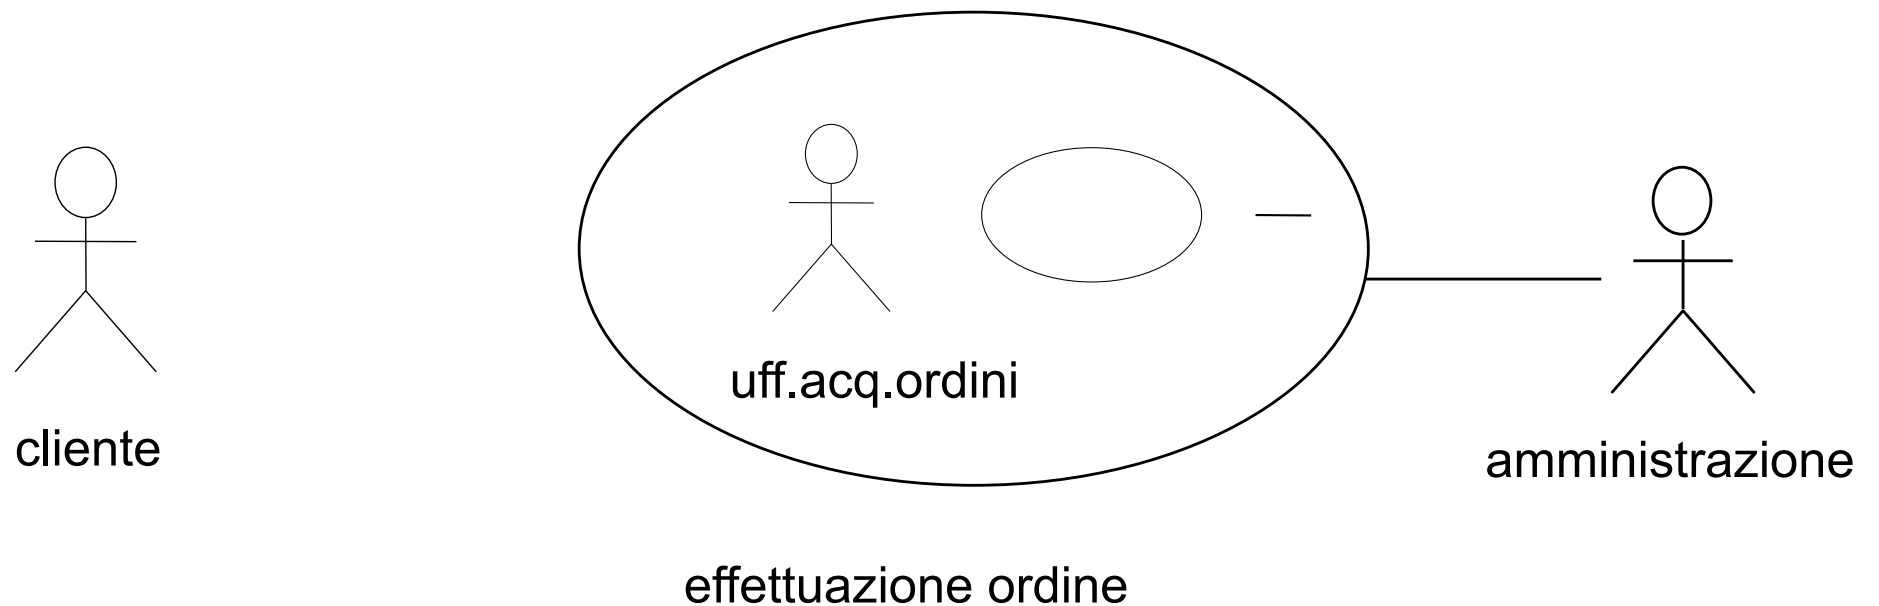 uff.acq.ordini
cliente
amministrazione
effettuazione ordine